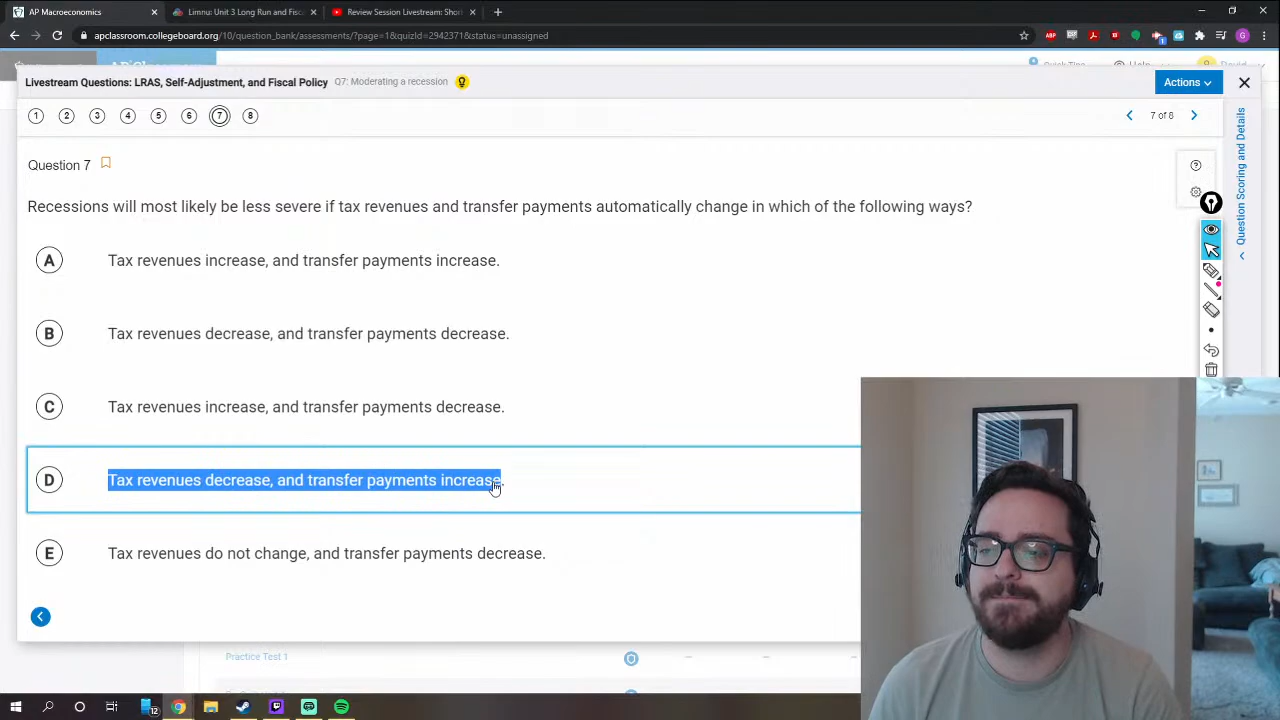 AP Macroeconomics
Limnu: Unit 3 Long Run and Fisc
Review Session Livestream: Short
apclassroom.collegeboard.org/10/question_bank/assessments/?page=1&quizId=2942371&status=unassigned
Livestream Questions: LRAS, Self-Adjustment, and Fiscal Policy Q7: Moderating a recession
Actions
1 2 3 4 5 6 7 8
7 of 8
Question Scoring and Details
Question 7
Recessions will most likely be less severe if tax revenues and transfer payments automatically change in which of the following ways?
A Tax revenues increase, and transfer payments increase.
B Tax revenues decrease, and transfer payments decrease.
C Tax revenues increase, and transfer payments decrease.
D Tax revenues decrease, and transfer payments increase.
E Tax revenues do not change, and transfer payments decrease.
Practice Test 1